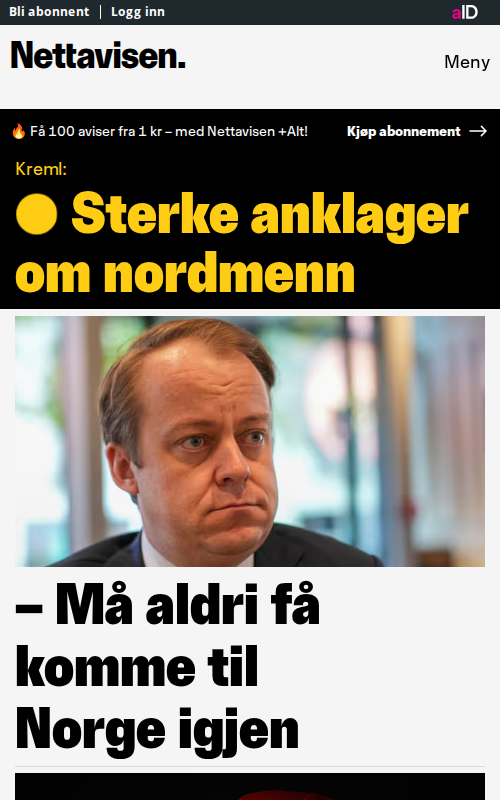 Bli abonnent | Logg inn
aID
Nettavisen.
Meny
🔥 Få 100 aviser fra 1 kr – med Nettavisen +Alt!
Kjøp abonnement →
Kreml:
Sterke anklager
om nordmenn
– Må aldri få
komme til
Norge igjen